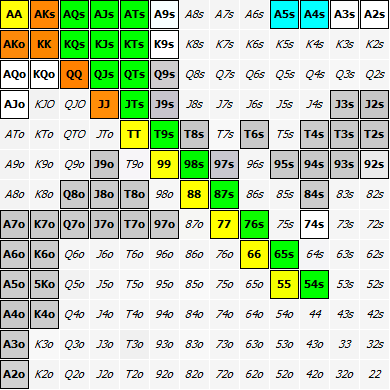 AA AKs AQs AJs ATs A9s A8s A7s A6s A5s A4s A3s A2s
AKo KK KQs KJs KTs K9s K8s K7s K6s K5s K4s K3s K2s
AQo KQo QQ QJs QTs Q9s Q8s Q7s Q6s Q5s Q4s Q3s Q2s
AJo KJO QJO JJ JTs J9s J8s J7s J6s J5s J4s J3s J2s
ATo KTo QTO JTo TT T9s T8s T7s T6s T5s T4s T3s T2s
A9o K9o Q9o J9o T9o 99 98s 97s 96s 95s 94s 93s 92s
A8o K8o Q8o J8o T8o 98o 88 87s 86s 85s 84s 83s 82s
A7o K7o Q7o J7o T7o 97o 87o 77 76s 75s 74s 73s 72s
A6o K6o Q6o J6o T6o 96o 86o 76o 66 65s 64s 63s 62s
A5o 5Ko Q5o J5o T5o 95o 85o 75o 65o 55 54s 53s 52s
A4o K4o Q4o J4o T4o 94o 84o 74o 64o 54o 44 43s 42s
A3o K3o Q3o J3o T3o 93o 83o 73o 63o 53o 43o 33 32s
A2o K2o Q2o J2o T2o 92o 82o 72o 62o 52o 42o 32o 22